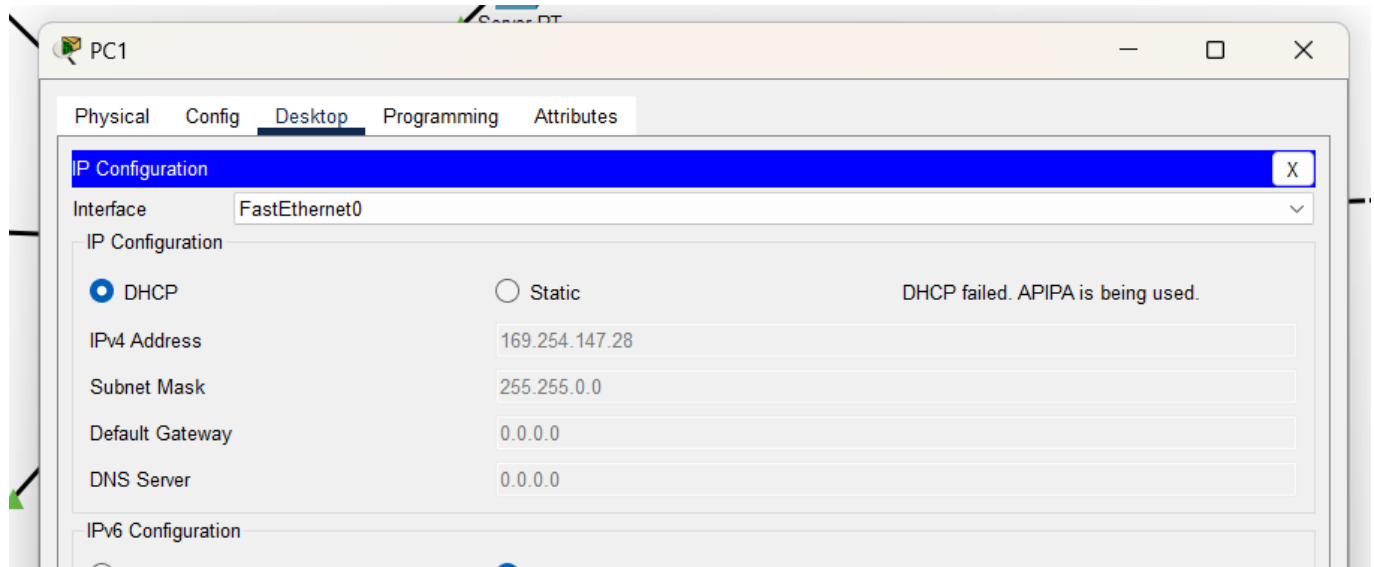 Server-PT
PC1
Physical Config Desktop Programming Attributes
IP Configuration X
Interface FastEthernet0
IP Configuration
DHCP Static DHCP failed. APIPA is being used.
IPv4 Address 169.254.147.28
Subnet Mask 255.255.0.0
Default Gateway 0.0.0.0
DNS Server 0.0.0.0
IPv6 Configuration